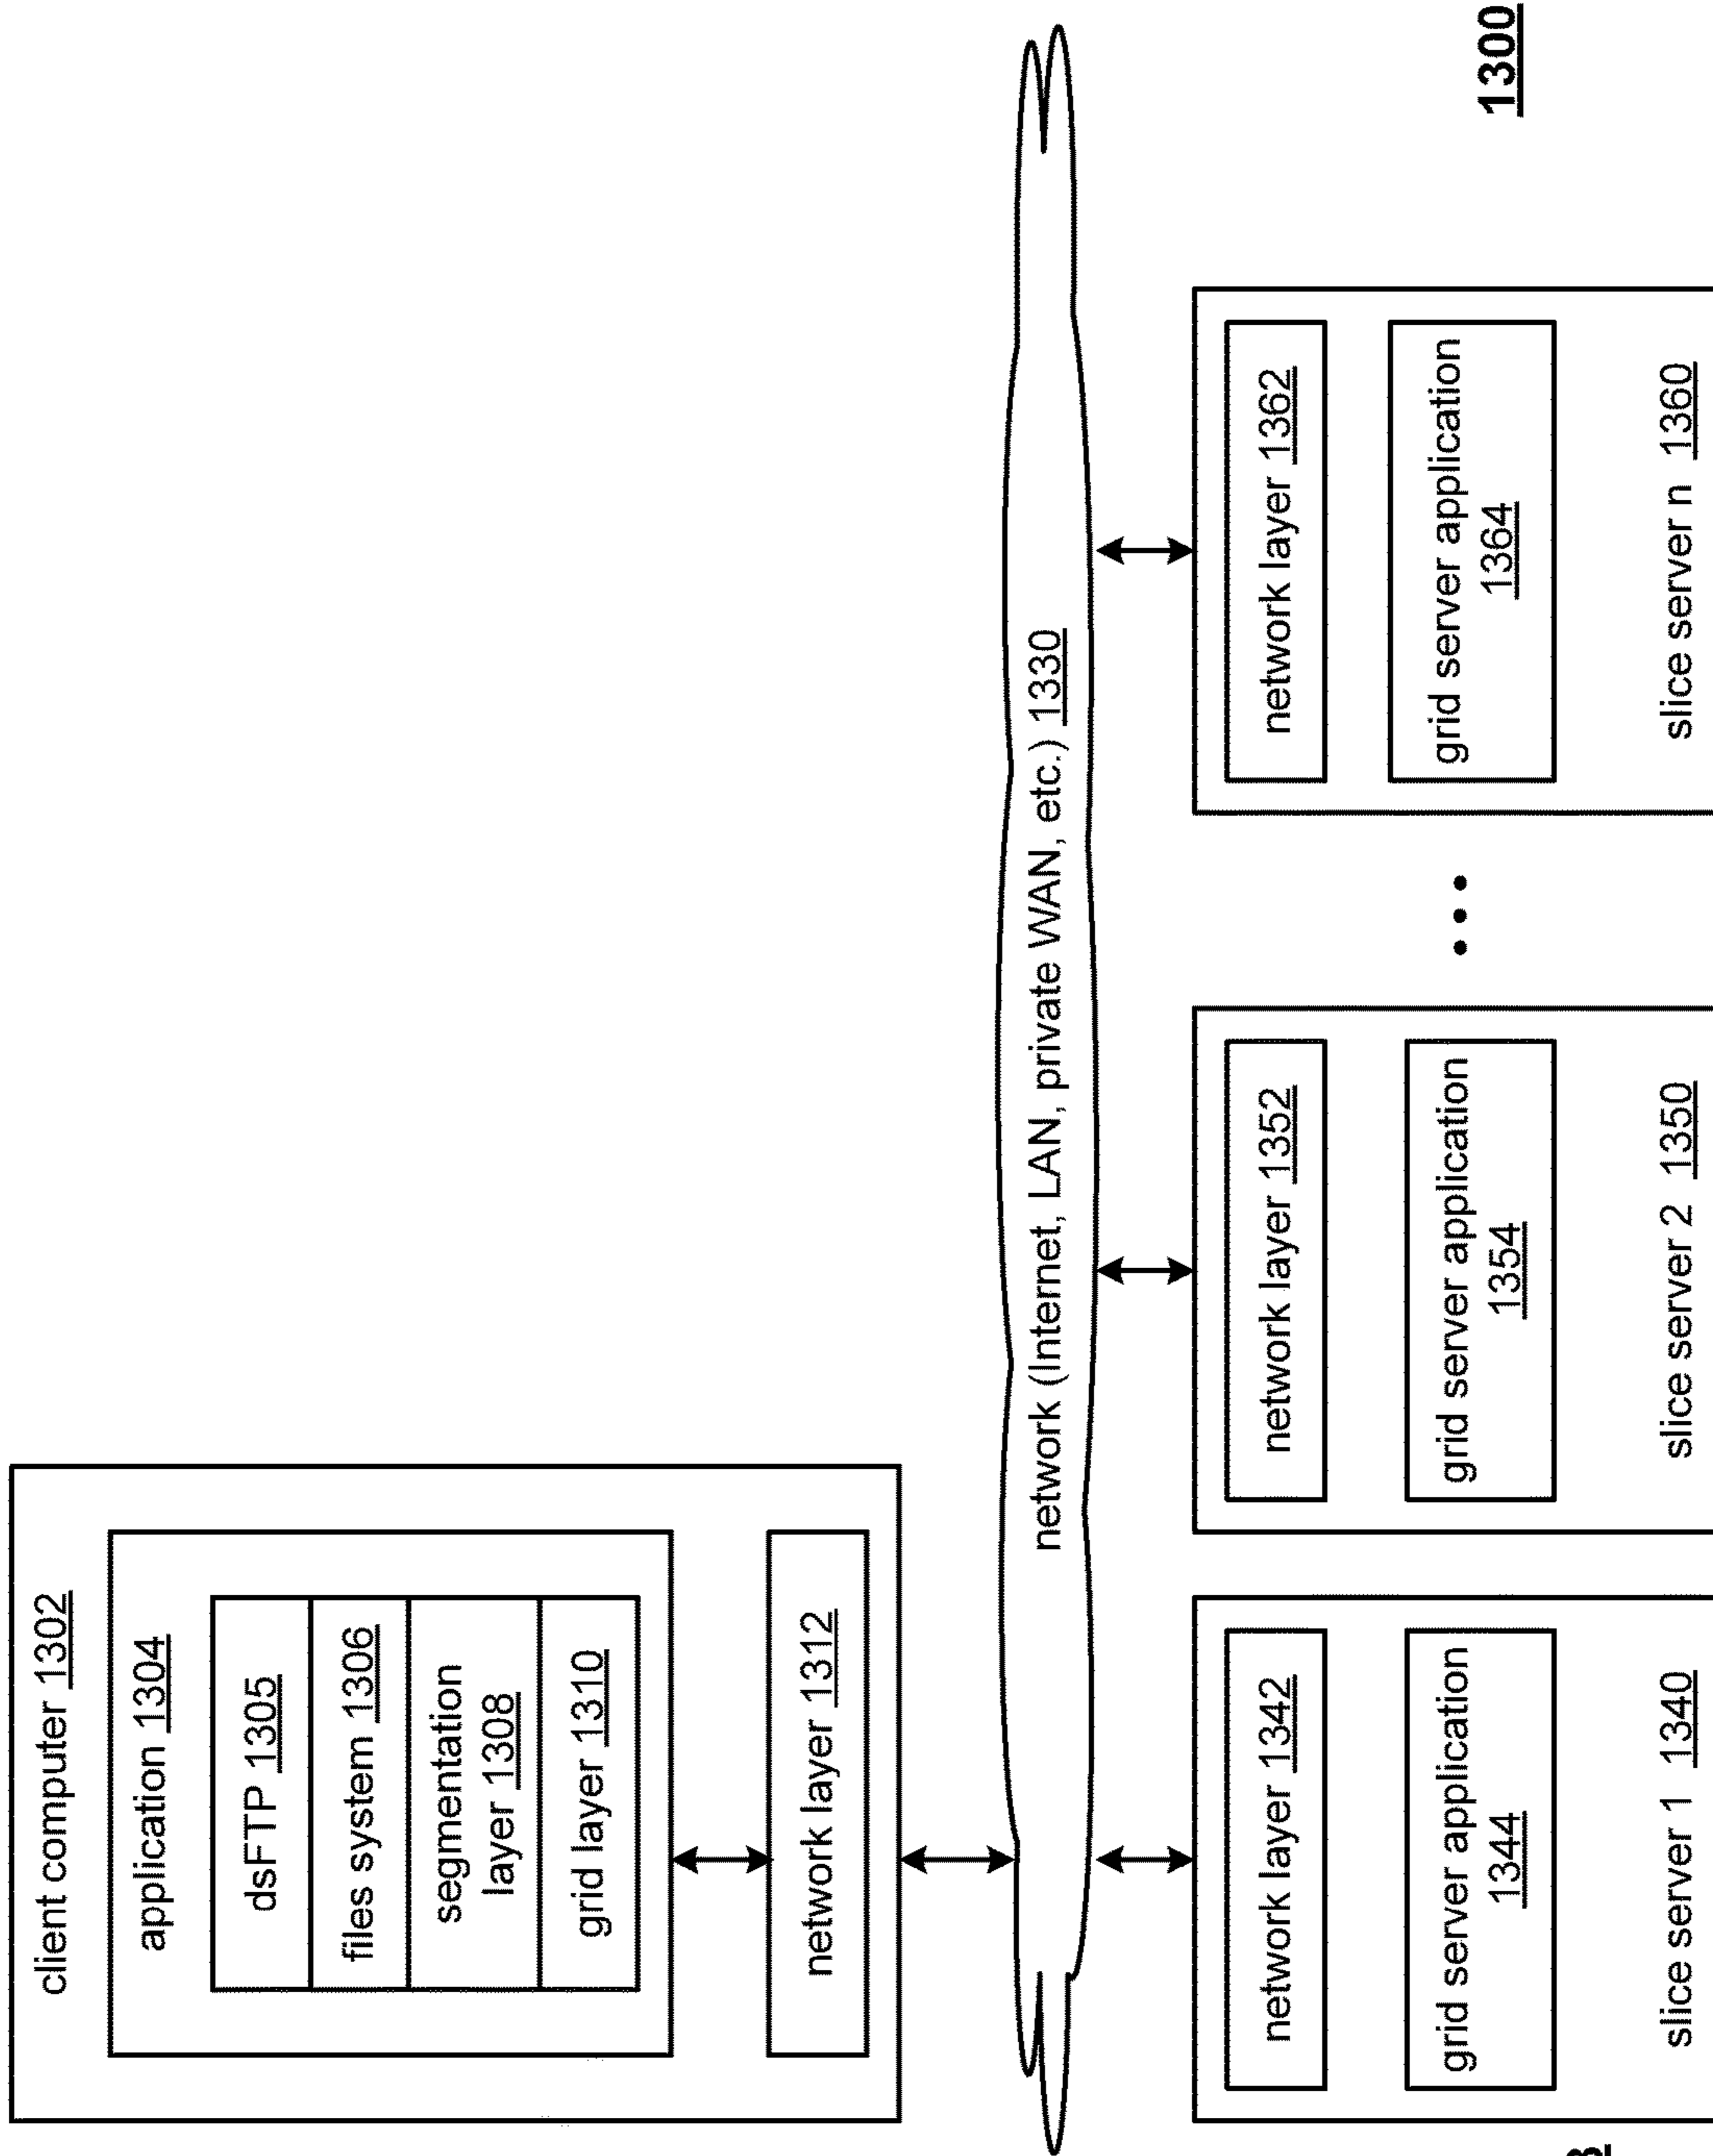 client computer 1302
application 1304
dsFTP 1305
files system 1306
segmentation
layer 1308
grid layer 1310
network layer 1312
network (Internet, LAN, private WAN, etc.) 1330
network layer 1342
grid server application
1344
slice server 1 1340
network layer 1352
grid server application
1354
slice server 2 1350
• • •
network layer 1362
grid server application
1364
slice server n 1360
1300